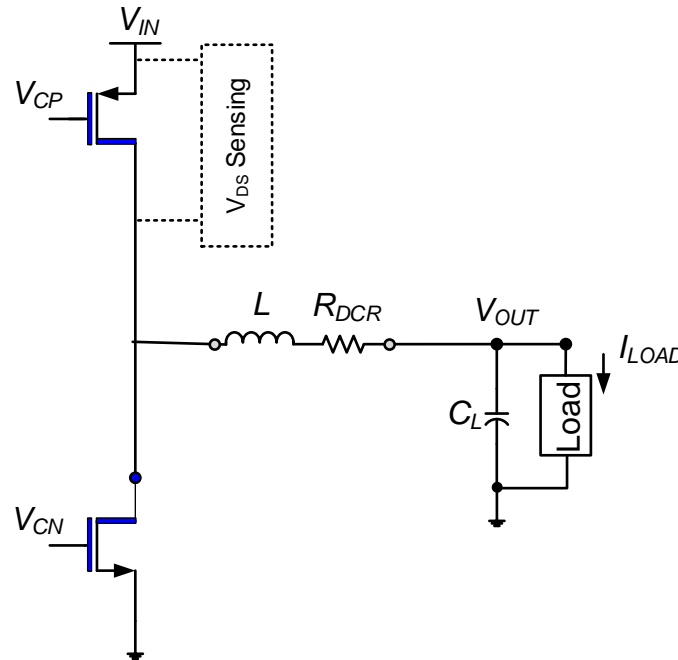 V_IN
V_CP
V_DS Sensing
L
R_DCR
V_OUT
I_LOAD
C_L
Load
V_CN